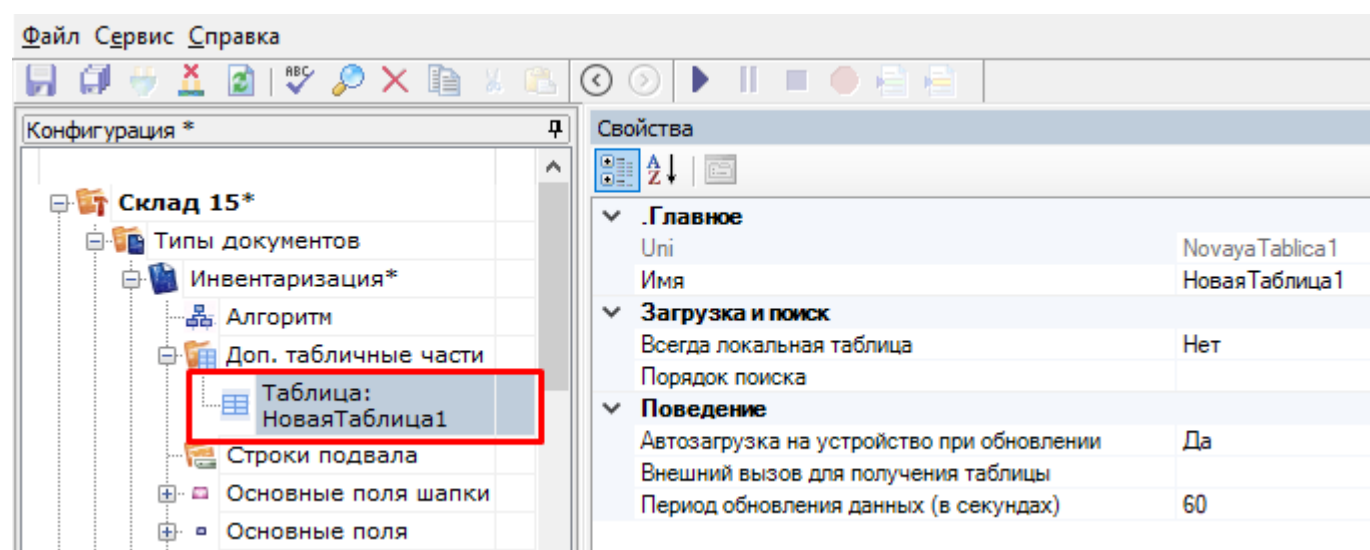 Файл Сервис Справка
ABC
Конфигурация *
Свойства
A
Z
Склад 15*
Типы документов
Инвентаризация*
Алгоритм
Доп. табличные части
Таблица:
НоваяТаблица1
Строки подвала
Основные поля шапки
Основные поля
.Главное
Uni NovayaTablica1
Имя НоваяТаблица1
Загрузка и поиск
Всегда локальная таблица Нет
Порядок поиска
Поведение
Автозагрузка на устройство при обновлении Да
Внешний вызов для получения таблицы
Период обновления данных (в секундах) 60